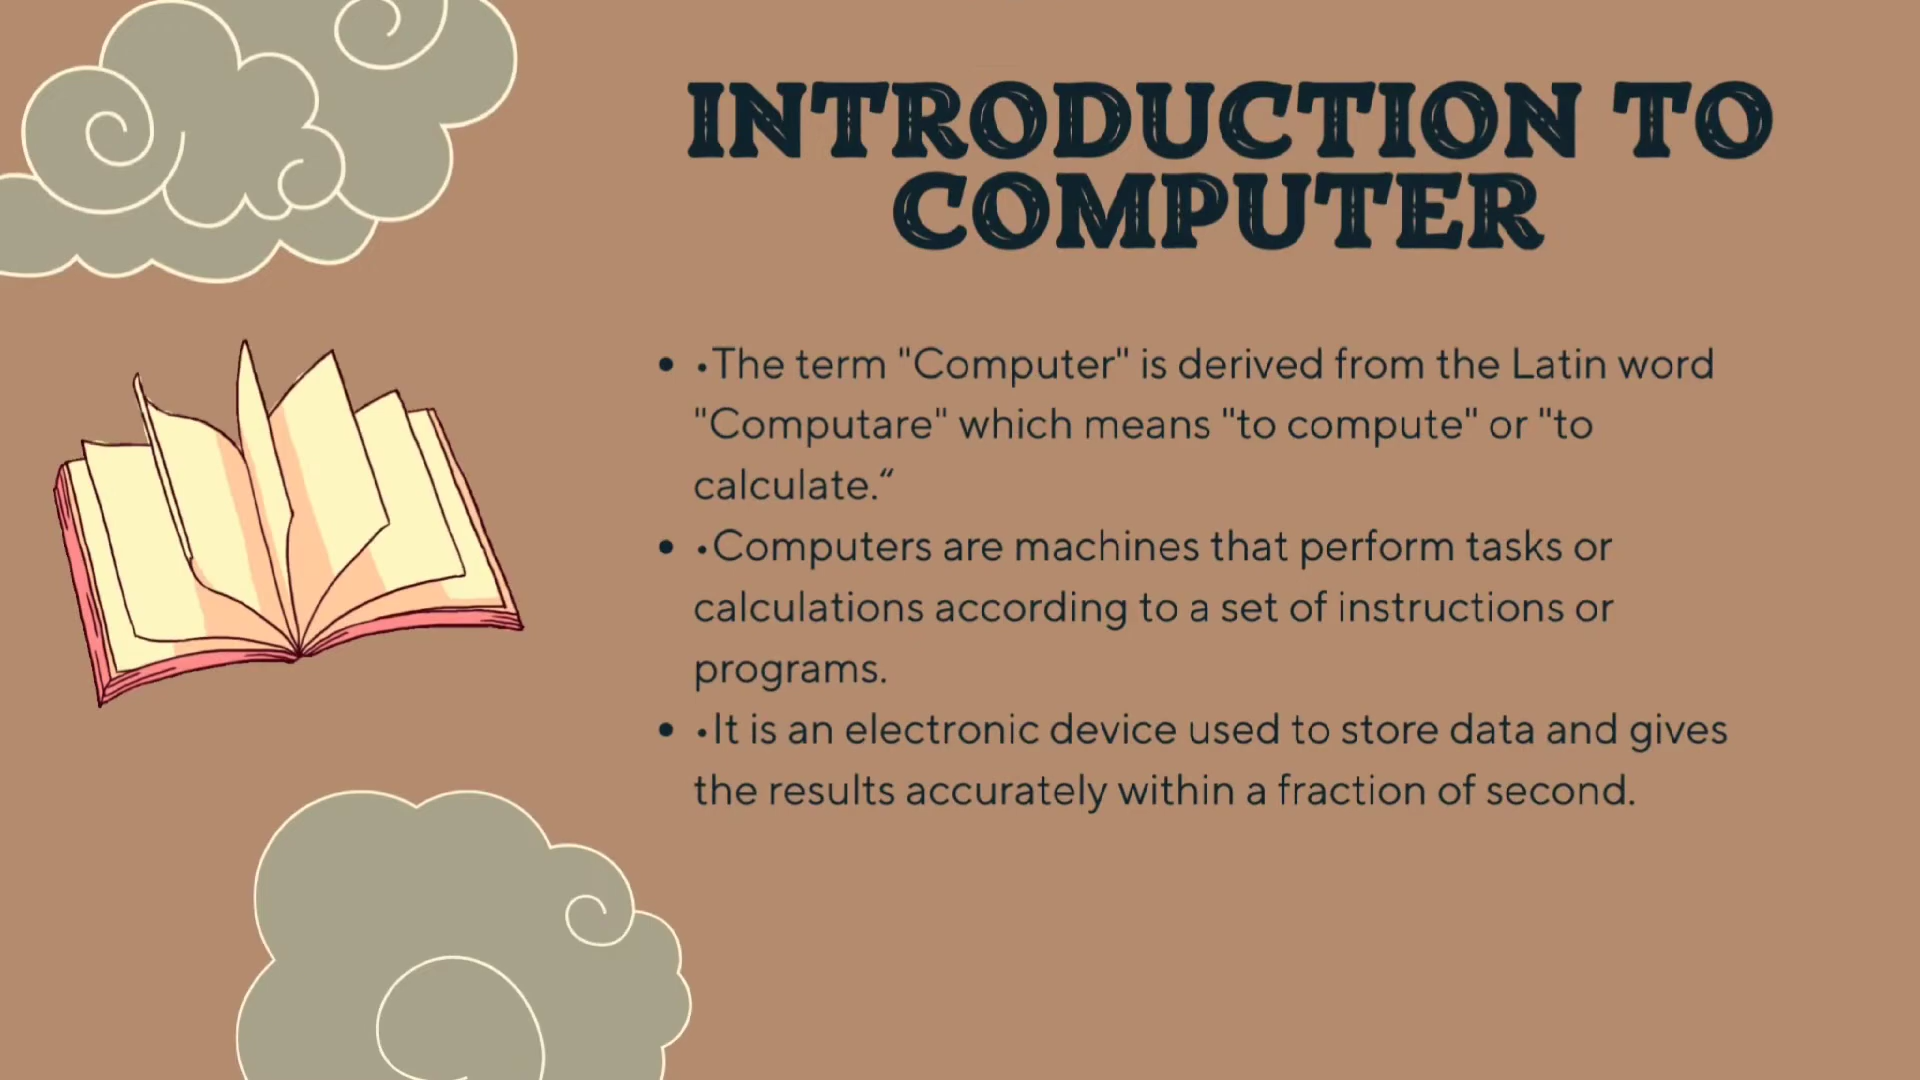 INTRODUCTION TO
COMPUTER
• •The term "Computer" is derived from the Latin word
"Computare" which means "to compute" or "to
calculate.“
• •Computers are machines that perform tasks or
calculations according to a set of instructions or
programs.
• •It is an electronic device used to store data and gives
the results accurately within a fraction of second.